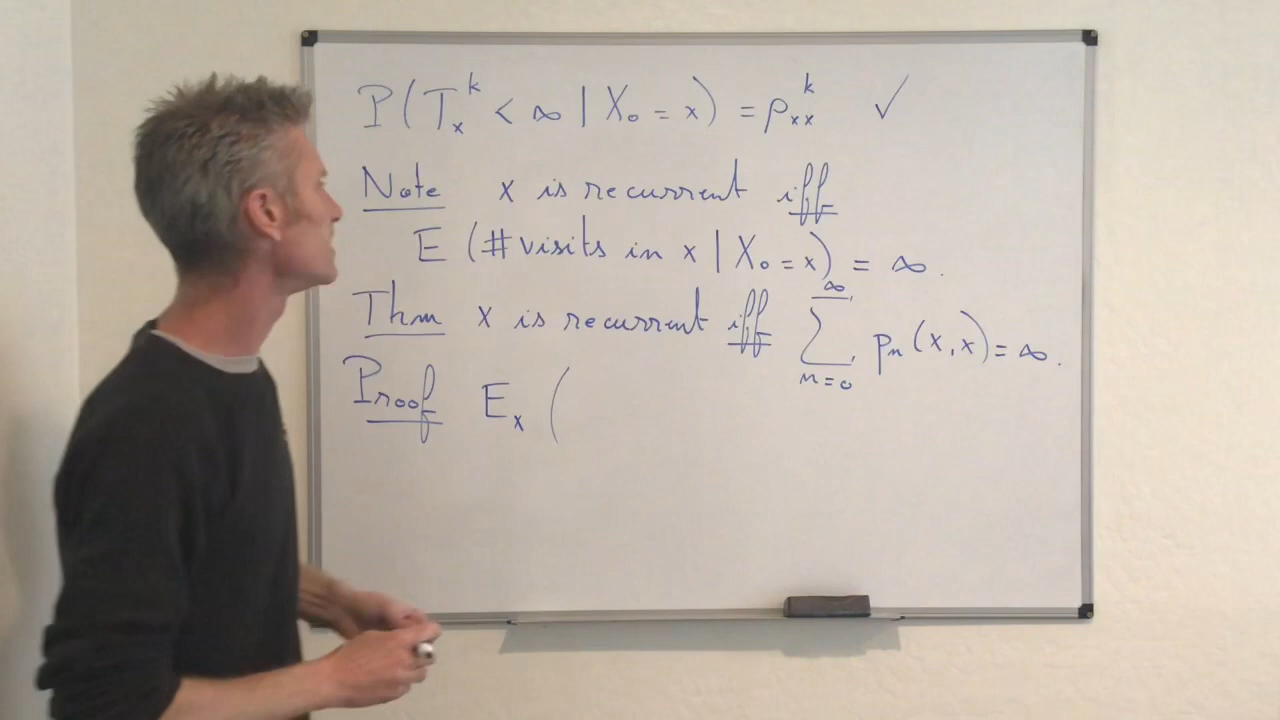 P(T_x^k < ∞ | X_0 = x) = ρ_xx^k ✓
Note x is recurrent iff
E (# visits in x | X_0 = x) = ∞.
Thm x is recurrent iff ∑_{n=0}^∞ p_n(x,x) = ∞.
Proof E_x (